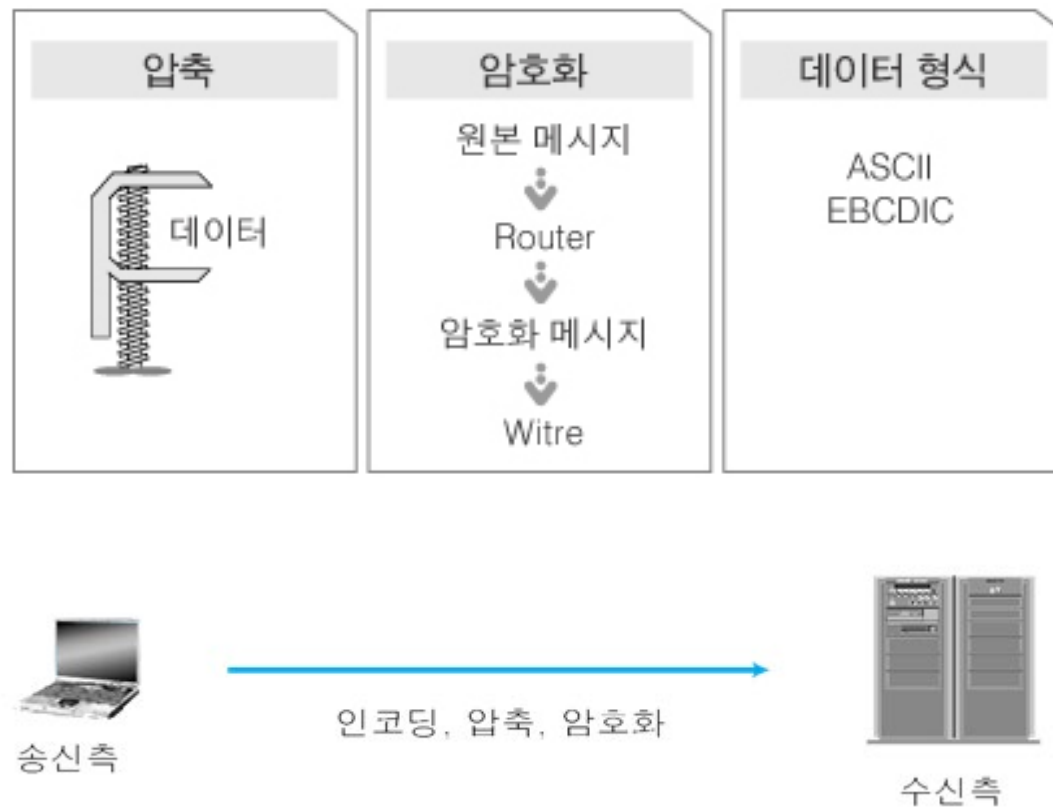 압축
데이터
암호화
원본 메시지
Router
암호화 메시지
Witre
데이터 형식
ASCII
EBCDIC
인코딩, 압축, 암호화
송신측
수신측